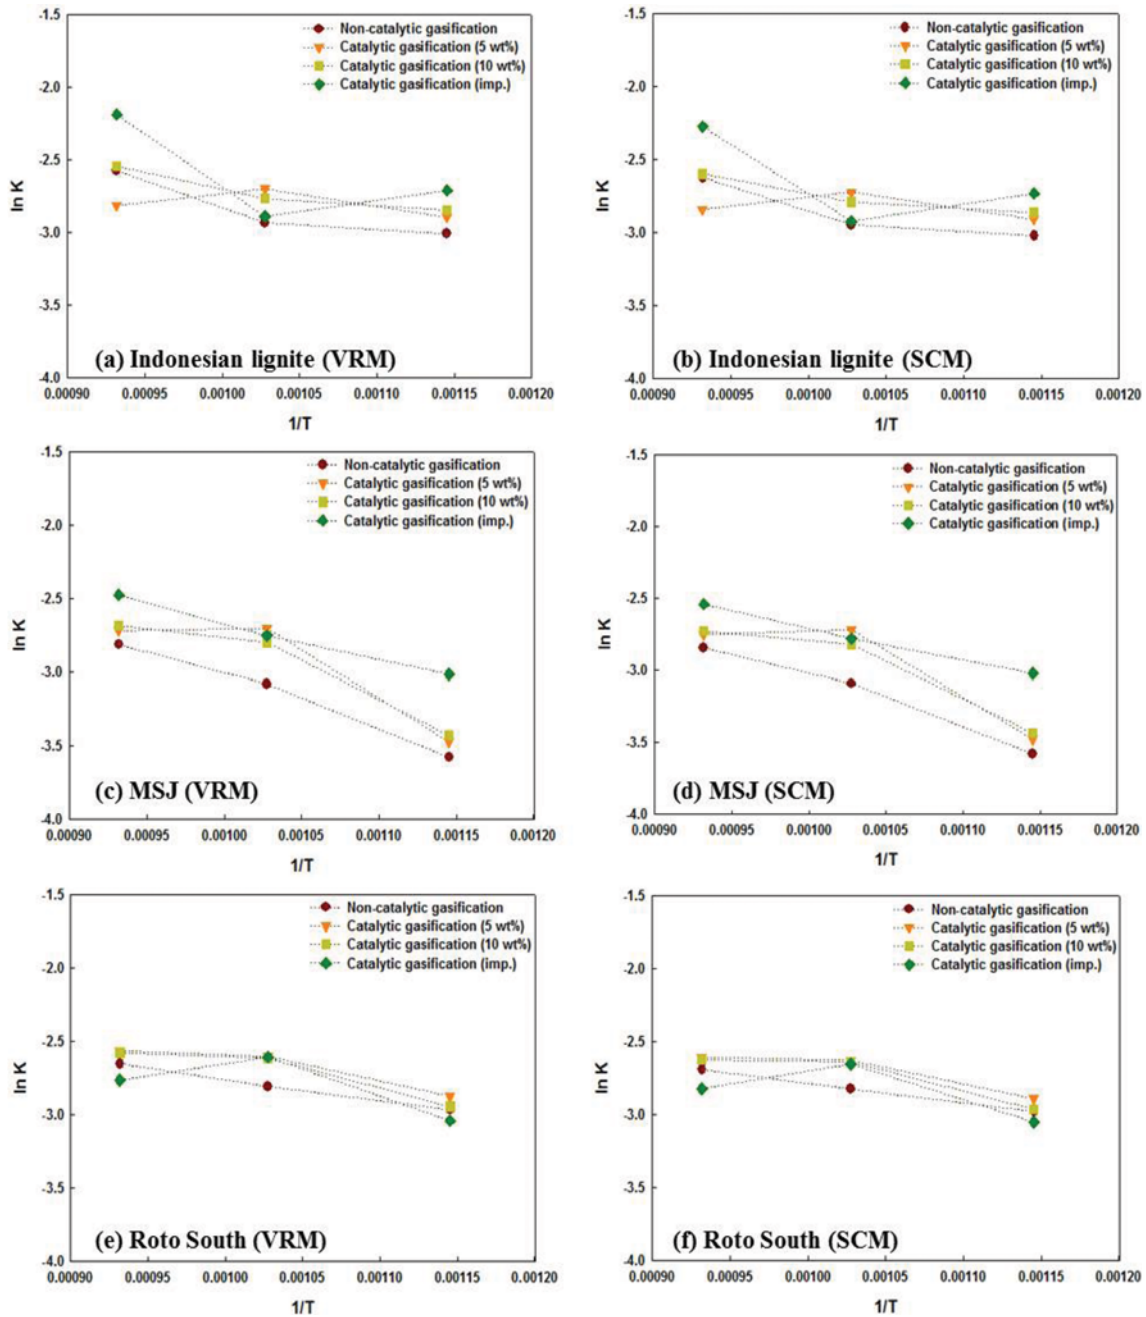 -1.5
Non-catalytic gasification
Catalytic gasification (5 wt%)
Catalytic gasification (10 wt%)
Catalytic gasification (imp.)
-2.0
-2.5
ln K
-3.0
-3.5
(a) Indonesian lignite (VRM)
-4.0
0.00090 0.00095 0.00100 0.00105 0.00110 0.00115 0.00120
1/T
-1.5
Non-catalytic gasification
Catalytic gasification (5 wt%)
Catalytic gasification (10 wt%)
Catalytic gasification (imp.)
-2.0
-2.5
ln K
-3.0
-3.5
(b) Indonesian lignite (SCM)
-4.0
0.00090 0.00095 0.00100 0.00105 0.00110 0.00115 0.00120
1/T
-1.5
Non-catalytic gasification
Catalytic gasification (5 wt%)
Catalytic gasification (10 wt%)
Catalytic gasification (imp.)
-2.0
-2.5
ln K
-3.0
-3.5
(c) MSJ (VRM)
-4.0
0.00090 0.00095 0.00100 0.00105 0.00110 0.00115 0.00120
1/T
-1.5
Non-catalytic gasification
Catalytic gasification (5 wt%)
Catalytic gasification (10 wt%)
Catalytic gasification (imp.)
-2.0
-2.5
ln K
-3.0
-3.5
(d) MSJ (SCM)
-4.0
0.00090 0.00095 0.00100 0.00105 0.00110 0.00115 0.00120
1/T
-1.5
Non-catalytic gasification
Catalytic gasification (5 wt%)
Catalytic gasification (10 wt%)
Catalytic gasification (imp.)
-2.0
-2.5
ln K
-3.0
-3.5
(e) Roto South (VRM)
-4.0
0.00090 0.00095 0.00100 0.00105 0.00110 0.00115 0.00120
1/T
-1.5
Non-catalytic gasification
Catalytic gasification (5 wt%)
Catalytic gasification (10 wt%)
Catalytic gasification (imp.)
-2.0
-2.5
ln K
-3.0
-3.5
(f) Roto South (SCM)
-4.0
0.00090 0.00095 0.00100 0.00105 0.00110 0.00115 0.00120
1/T